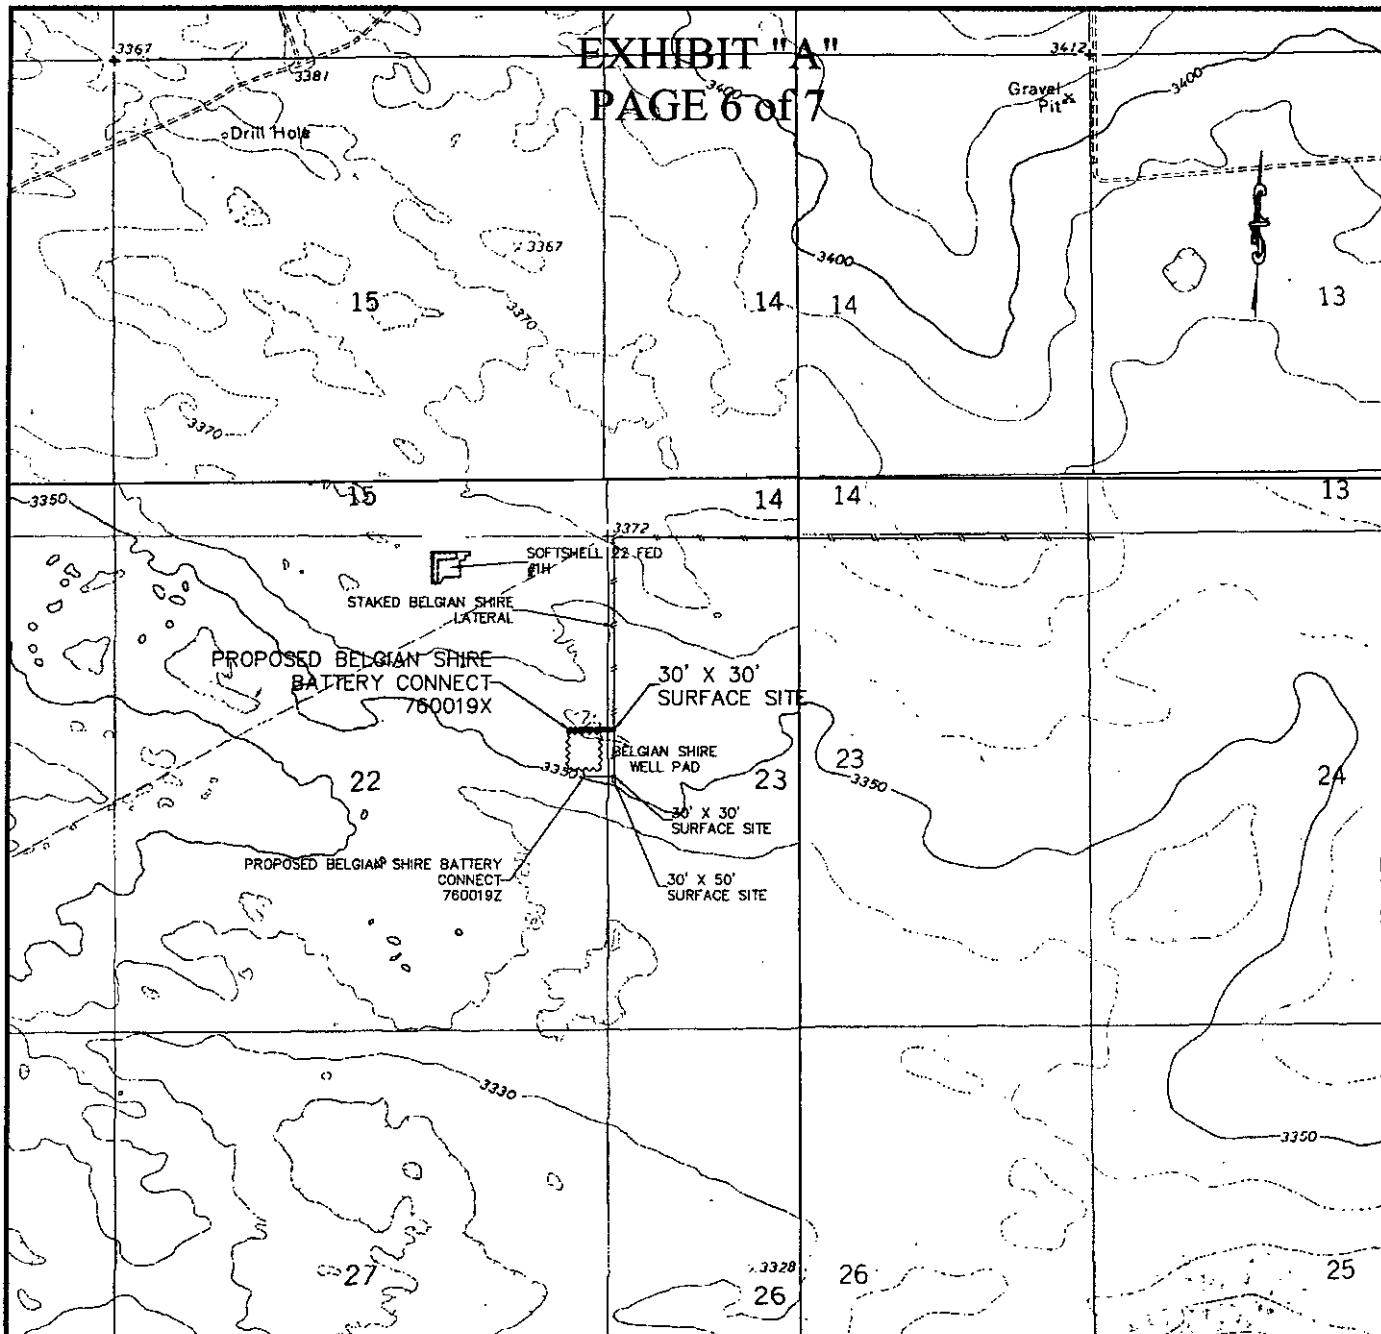 EXHIBIT "A"
PAGE 6 of 7
3367
3381
3400
3412
3400
Gravel
Pit
Drill Hole
3367
3400
15
14
14
13
3370
3370
3350
15
14
14
13
3372
SOFTSHELL 22 FED
#1H
STAKED BELGIAN SHIRE
LATERAL
PROPOSED BELGIAN SHIRE
BATTERY CONNECT
760019X
30' X 30'
SURFACE SITE
BELGIAN SHIRE
WELL PAD
3350
22
23
23
3350
24
30' X 30'
SURFACE SITE
PROPOSED BELGIAN SHIRE BATTERY
CONNECT
760019Z
30' X 50'
SURFACE SITE
3330
3350
27
3328
26
26
25